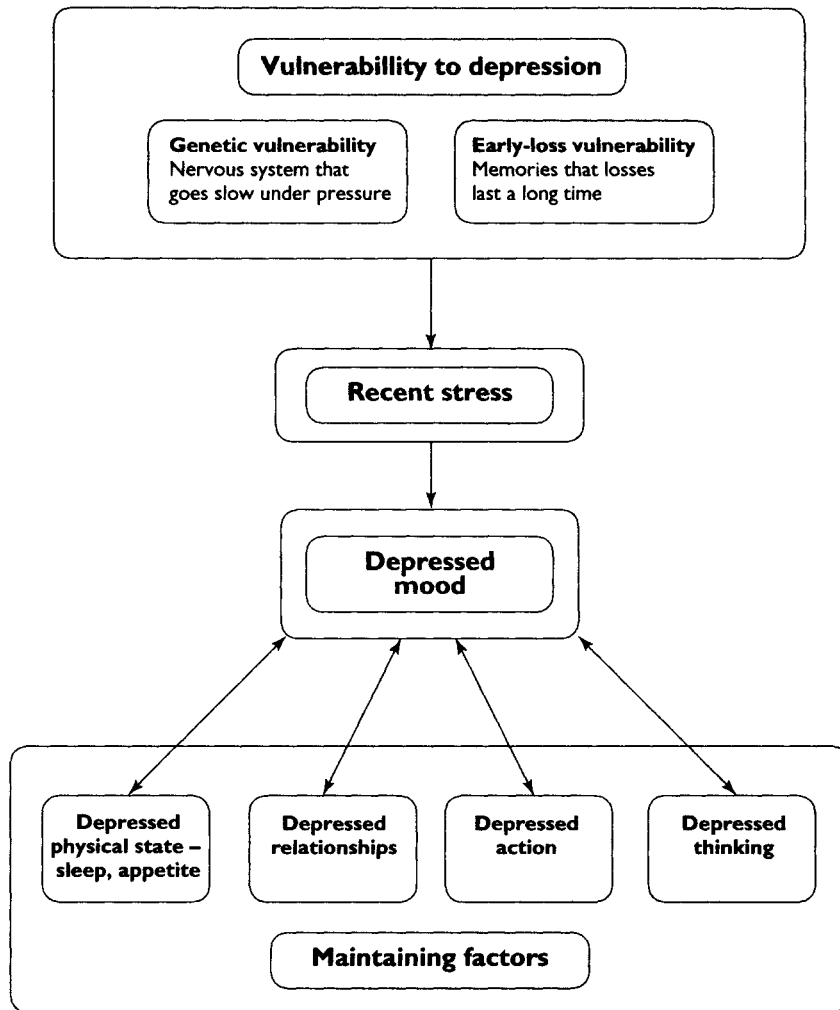 Vulnerabillity to depression
Genetic vulnerability
Nervous system that
goes slow under pressure
Early-loss vulnerability
Memories that losses
last a long time
Recent stress
Depressed
mood
Depressed
physical state –
sleep, appetite
Depressed
relationships
Depressed
action
Depressed
thinking
Maintaining factors